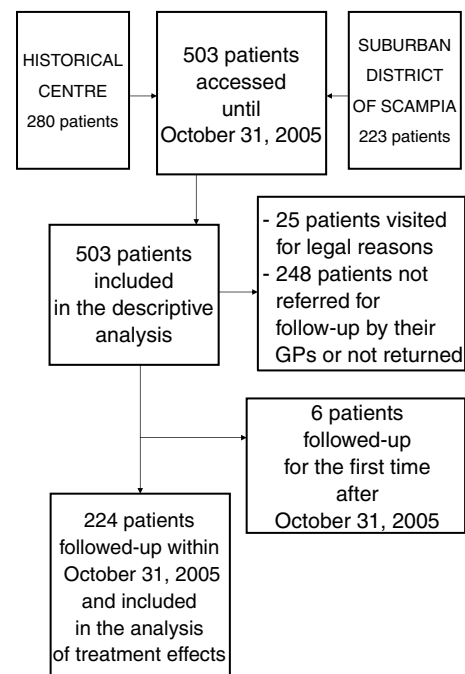 HISTORICAL
CENTRE
280 patients
503 patients
accessed
until
October 31, 2005
SUBURBAN
DISTRICT
OF SCAMPIA
223 patients
503 patients
included
in the descriptive
analysis
- 25 patients visited
for legal reasons
- 248 patients not
referred for
follow-up by their
GPs or not returned
6 patients
followed-up
for the first time
after
October 31, 2005
224 patients
followed-up within
October 31, 2005
and included
in the analysis
of treatment effects